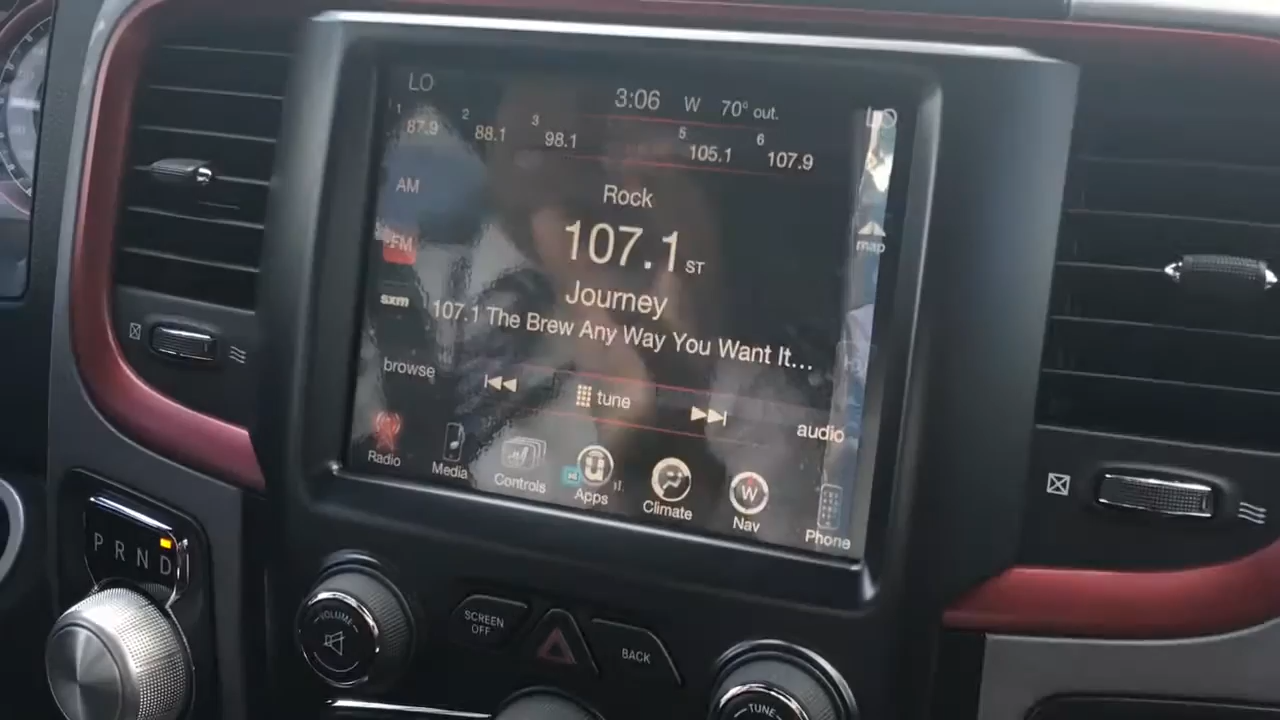 LO
3:06 W 70° out.
LO
1 87.9 2 88.1 3 98.1 5 105.1 6 107.9
AM
Rock
FM
107.1 ST
map
sxm
Journey
107.1 The Brew Any Way You Want It...
browse
tune
audio
Radio
Media
Controls
Apps
Climate
W
Nav
Phone
P R N D
VOLUME
SCREEN
OFF
BACK
TUNE